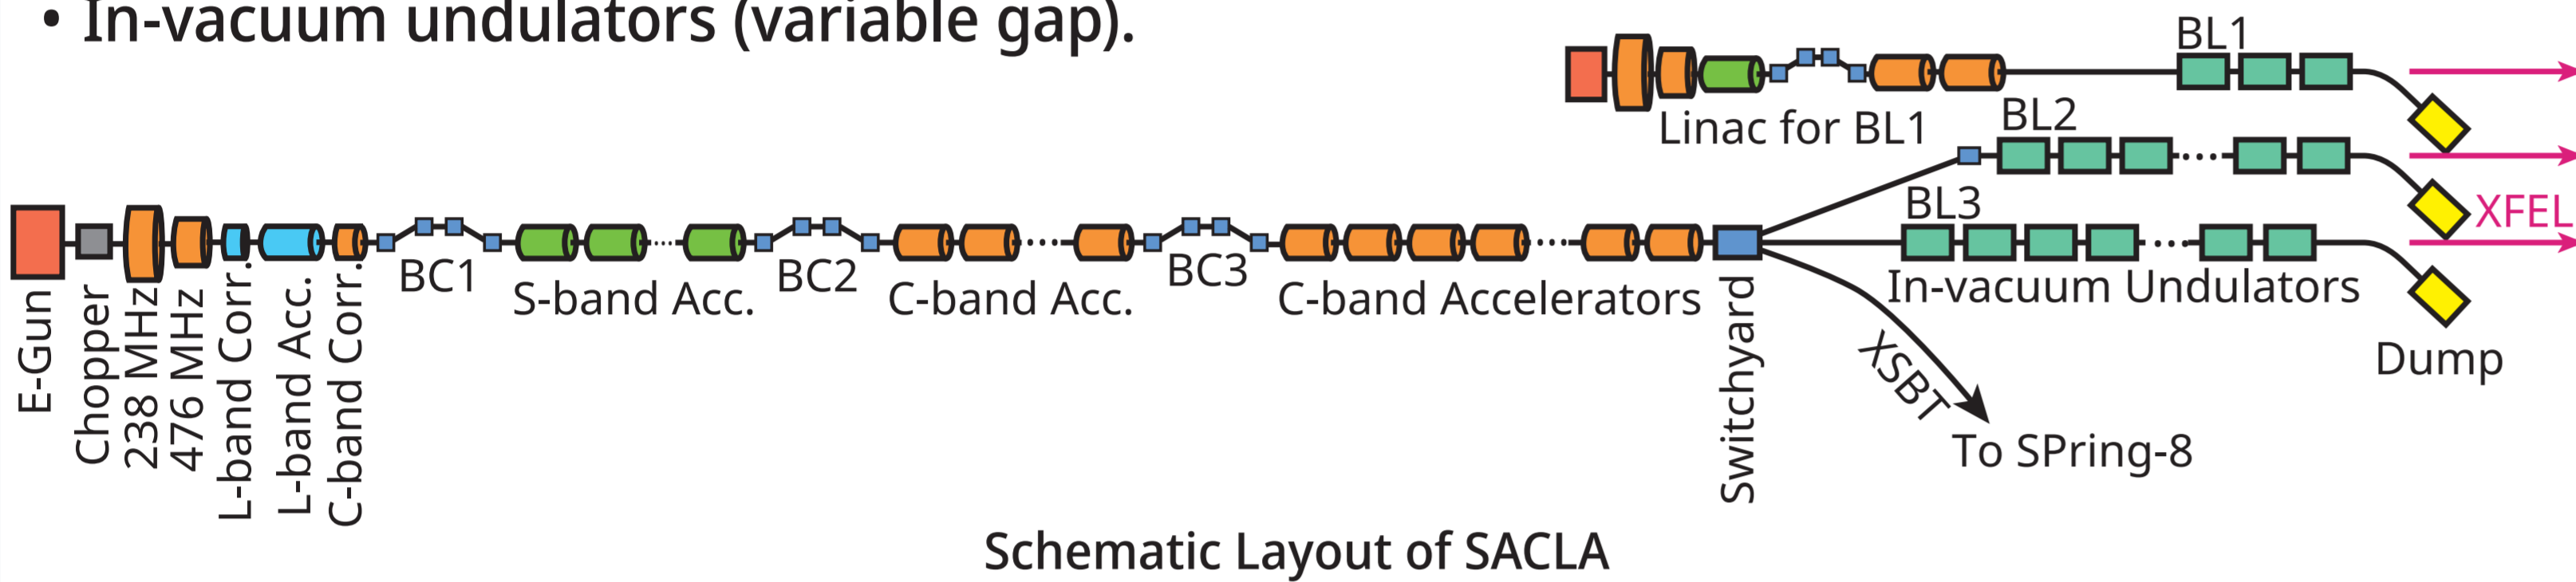 • In-vacuum undulators (variable gap).
BL1
Linac for BL1
BL2
BL3
XFEL
In-vacuum Undulators
Dump
BC1
BC2
BC3
S-band Acc.
C-band Acc.
C-band Accelerators
E-Gun
Chopper
238 MHz
476 MHz
L-band Corr.
L-band Acc.
C-band Corr.
Switchyard
XSBT
To SPring-8
Schematic Layout of SACLA